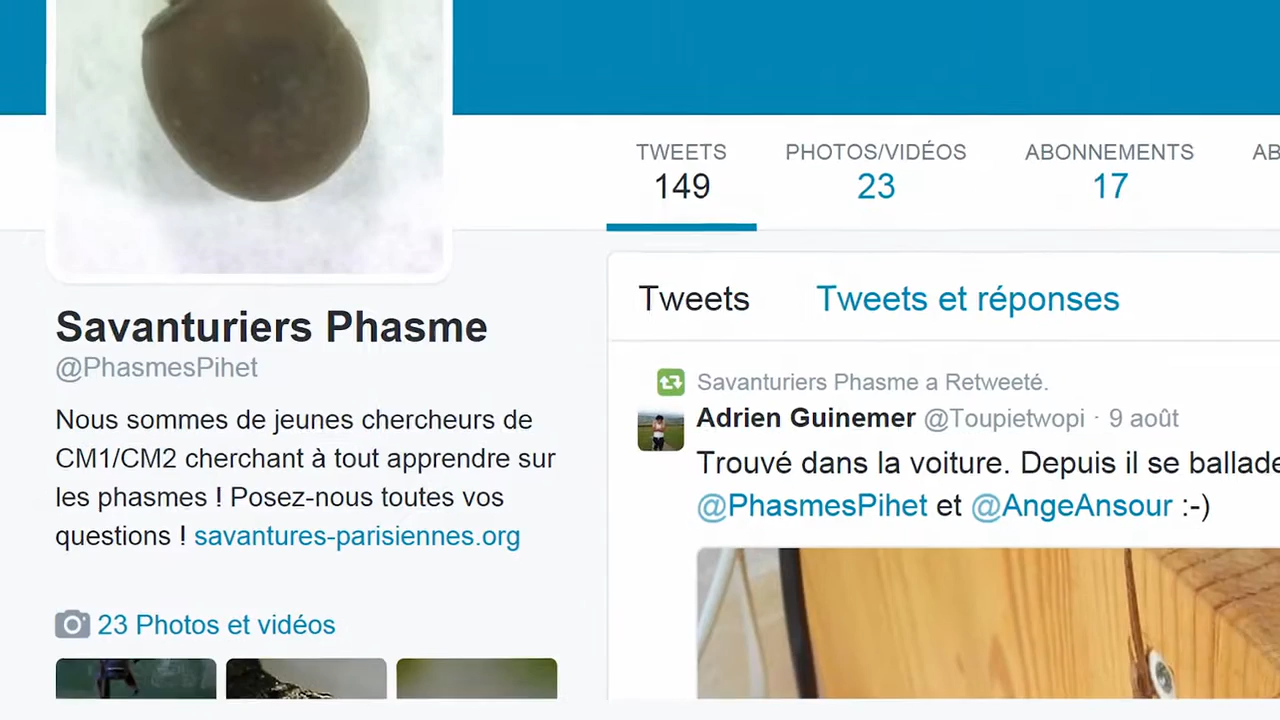 TWEETS
149
PHOTOS/VIDÉOS
23
ABONNEMENTS
17
AB
Tweets
Tweets et réponses
Savanturiers Phasme
@PhasmesPihet
Nous sommes de jeunes chercheurs de
CM1/CM2 cherchant à tout apprendre sur
les phasmes ! Posez-nous toutes vos
questions ! savantures-parisiennes.org
23 Photos et vidéos
Savanturiers Phasme a Retweeté.
Adrien Guinemer @Toupietwopi · 9 août
Trouvé dans la voiture. Depuis il se ballade
@PhasmesPihet et @AngeAnsour :-)